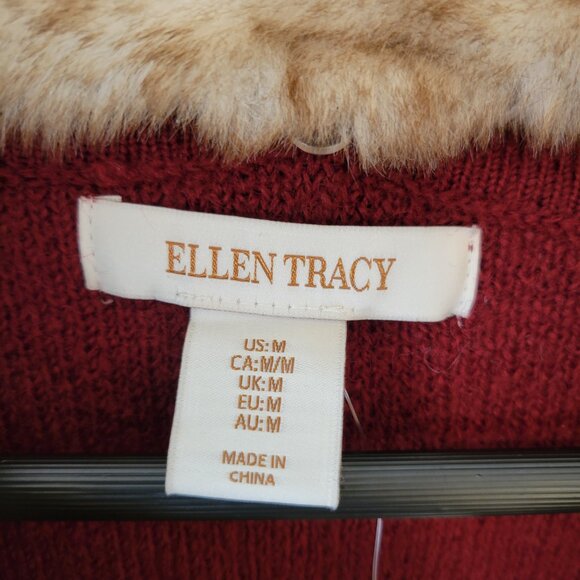 ELLEN TRACY
US:M
CA:M/M
UK:M
EU:M
AU:M
MADE IN
CHINA